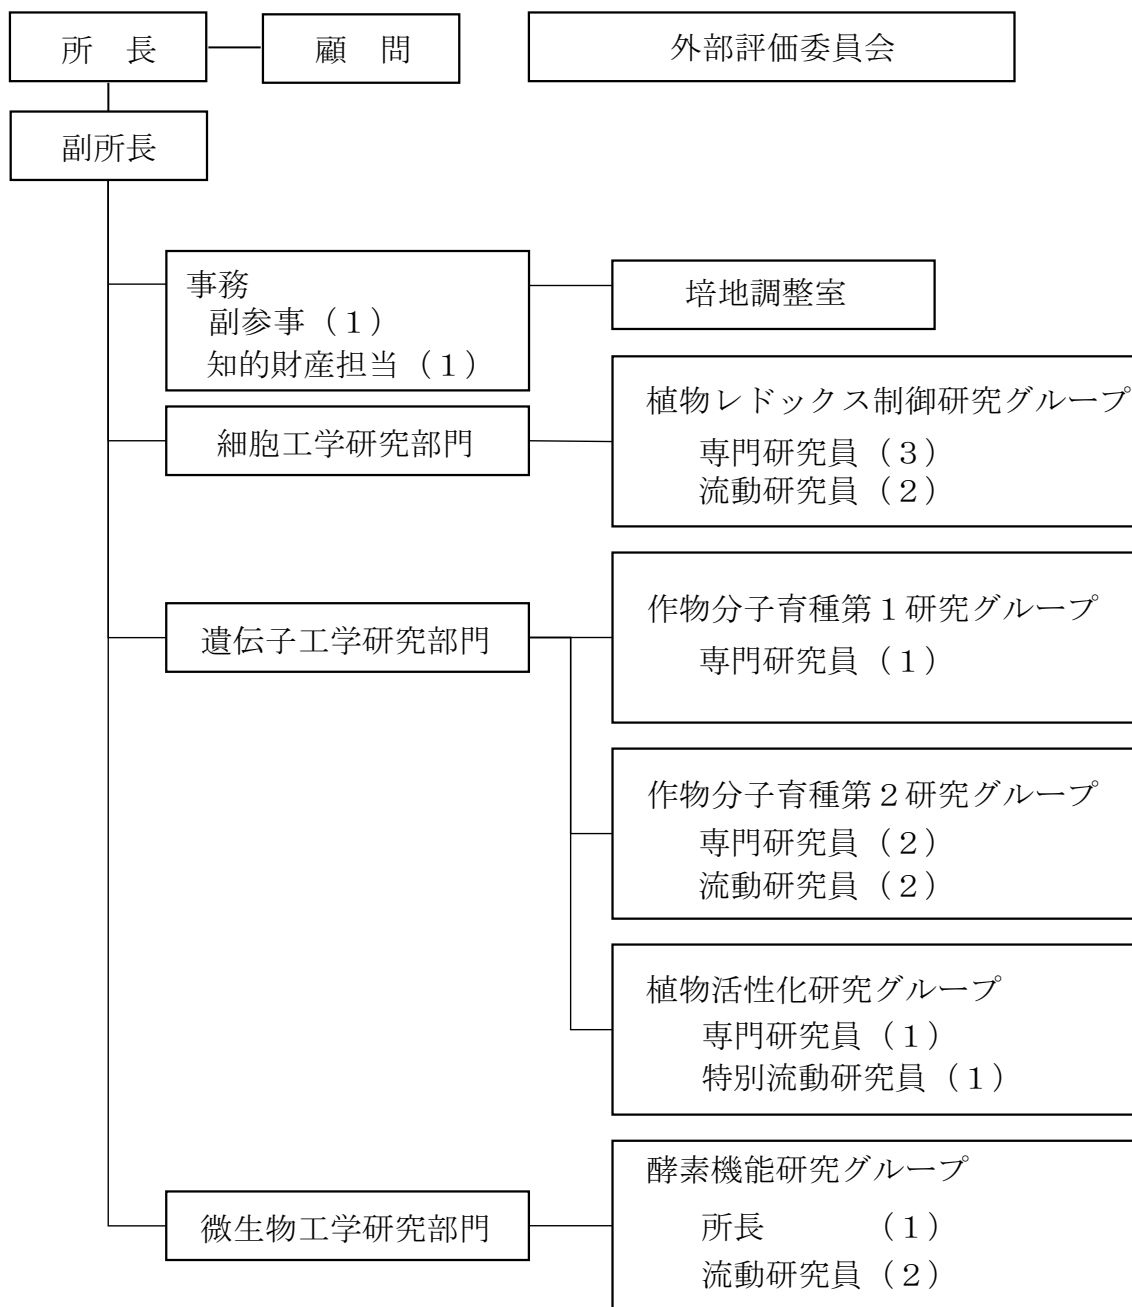 所　長
顧　問
外部評価委員会
副所長
事務
副参事（１）
知的財産担当（１）
培地調整室
細胞工学研究部門
植物レドックス制御研究グループ
専門研究員（３）
流動研究員（２）
遺伝子工学研究部門
作物分子育種第１研究グループ
専門研究員（１）
作物分子育種第２研究グループ
専門研究員（２）
流動研究員（２）
植物活性化研究グループ
専門研究員（１）
特別流動研究員（１）
微生物工学研究部門
酵素機能研究グループ
所長　　　　（１）
流動研究員（２）